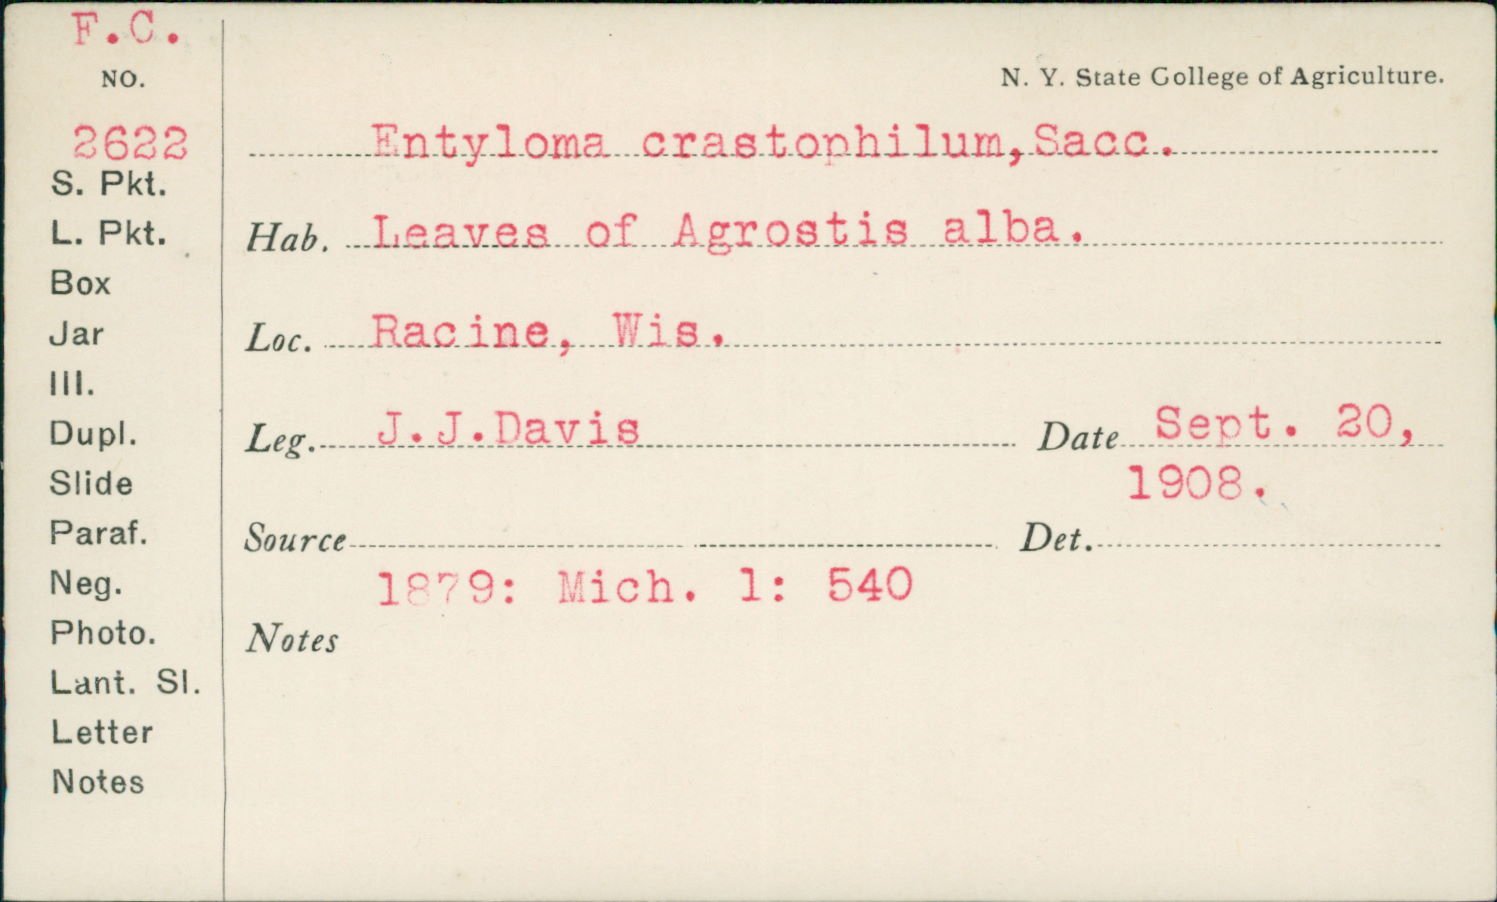 F.C.
NO.
2622
S. Pkt.
L. Pkt.
Box
Jar
Ill.
Dupl.
Slide
Paraf.
Neg.
Photo.
Lant. Sl.
Letter
Notes
N. Y. State College of Agriculture.
Entyloma crastophilum,Sacc.
Hab. Leaves of Agrostis alba.
Loc. Racine, Wis.
Leg. J.J.Davis Date Sept. 20,
1908.
Source Det.
1879: Mich. 1: 540
Notes